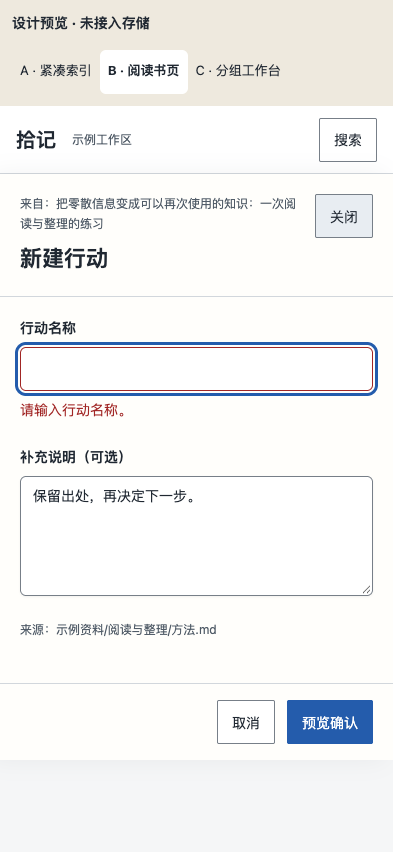 设计预览 · 未接入存储
A · 紧凑索引
B · 阅读书页
C · 分组工作台
拾记
示例工作区
搜索
来自：把零散信息变成可以再次使用的知识：一次阅
读与整理的练习
关闭
新建行动
行动名称
请输入行动名称。
补充说明（可选）
保留出处，再决定下一步。
来源：示例资料/阅读与整理/方法.md
取消
预览确认